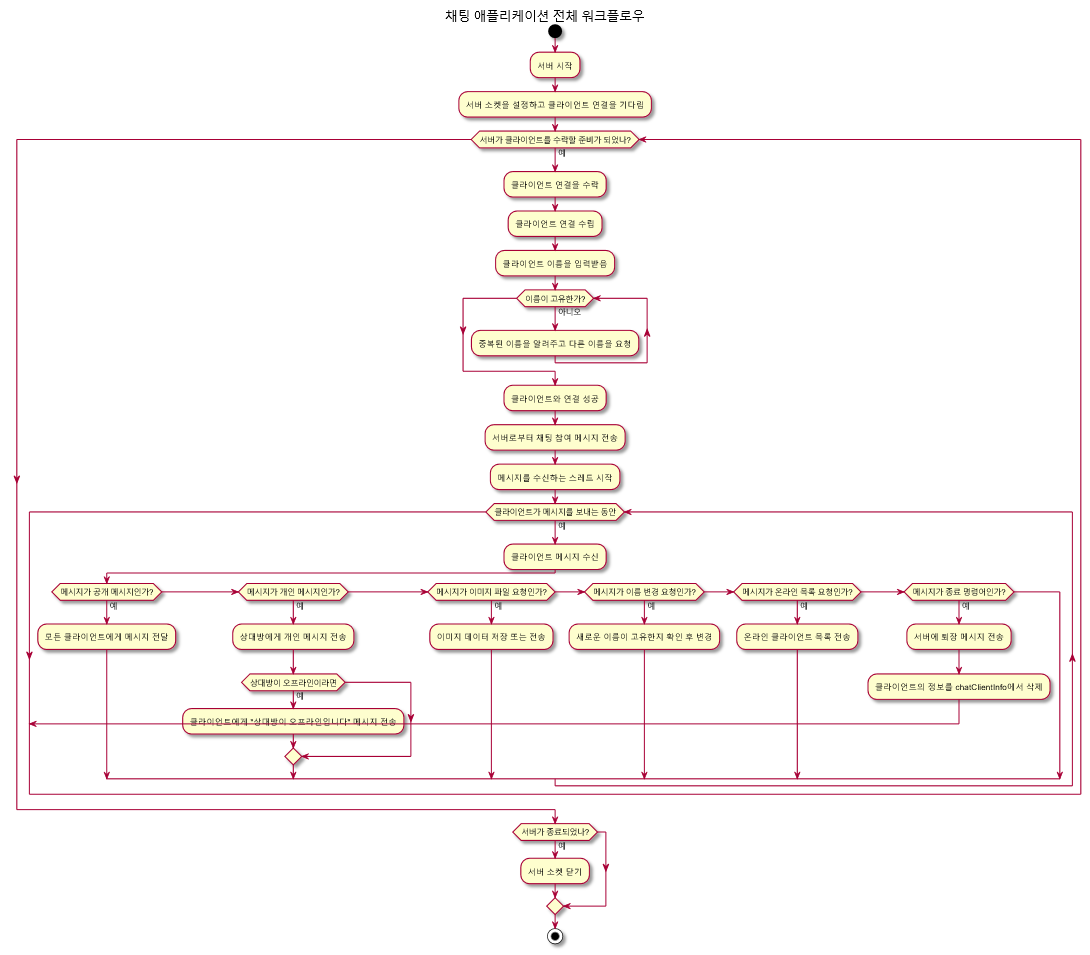 채팅 애플리케이션 전체 워크플로우
서버 시작
서버 소켓을 설정하고 클라이언트 연결을 기다림
서버가 클라이언트를 수락할 준비가 되었나?
예
클라이언트 연결을 수락
클라이언트 연결 수립
클라이언트 이름을 입력받음
이름이 고유한가?
아니오
중복된 이름을 알려주고 다른 이름을 요청
클라이언트와 연결 성공
서버로부터 채팅 참여 메시지 전송
메시지를 수신하는 스레드 시작
클라이언트가 메시지를 보내는 동안
예
클라이언트 메시지 수신
메시지가 공개 메시지인가?
예
모든 클라이언트에게 메시지 전달
메시지가 개인 메시지인가?
예
상대방에게 개인 메시지 전송
상대방이 오프라인이라면
예
클라이언트에게 "상대방이 오프라인입니다" 메시지 전송
메시지가 이미지 파일 요청인가?
예
이미지 데이터 저장 또는 전송
메시지가 이름 변경 요청인가?
예
새로운 이름이 고유한지 확인 후 변경
메시지가 온라인 목록 요청인가?
예
온라인 클라이언트 목록 전송
메시지가 종료 명령어인가?
예
서버에 퇴장 메시지 전송
클라이언트의 정보를 chatClientInfo에서 삭제
서버가 종료되었나?
예
서버 소켓 닫기